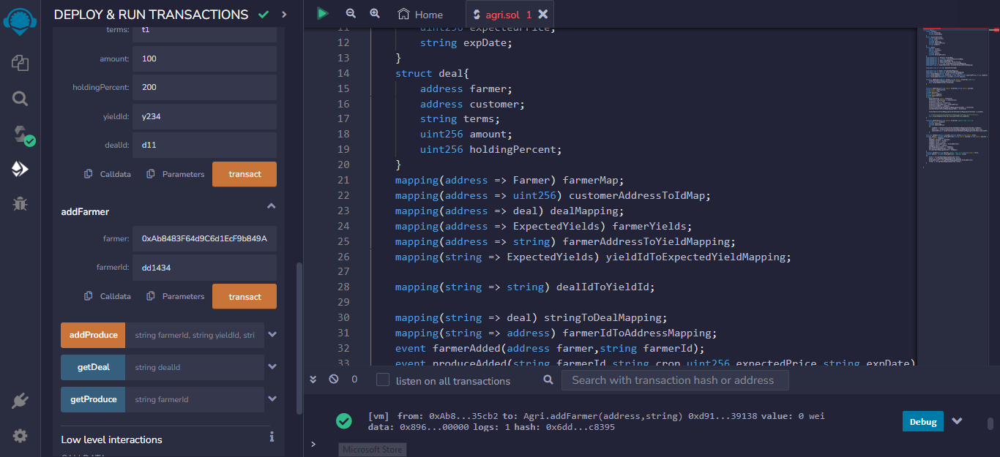 DEPLOY & RUN TRANSACTIONS
terms: t1
amount: 100
holdingPercent: 200
yieldId: y234
dealId: d11
Calldata Parameters transact
addFarmer
farmer: 0xAb8483F64d9C6d1EcF9b849A
farmerId: dd1434
Calldata Parameters transact
addProduce string farmerId, string yieldId, stri
getDeal string dealId
getProduce string farmerId
Low level interactions
i
CALLDATA
Home
agri.sol 1
11 uint256 expectedPrice;
12 string expDate;
13 }
14 struct deal{
15 address farmer;
16 address customer;
17 string terms;
18 uint256 amount;
19 uint256 holdingPercent;
20 }
21 mapping(address => Farmer) farmerMap;
22 mapping(address => uint256) customerAddressToIdMap;
23 mapping(address => deal) dealMapping;
24 mapping(address => ExpectedYields) farmerYields;
25 mapping(address => string) farmerAddressToYieldMapping;
26 mapping(string => ExpectedYields) yieldIdToExpectedYieldMapping;
27
28 mapping(string => string) dealIdToYieldId;
29
30 mapping(string => deal) stringToDealMapping;
31 mapping(string => address) farmerIdToAddressMapping;
32 event farmerAdded(address farmer,string farmerId);
33 event produceAdded(string farmerId,string crop,uint256 expectedPrice,string expDate)
0 listen on all transactions Search with transaction hash or address
[vm] from: 0xAb8...35cb2 to: Agri.addFarmer(address,string) 0xd91...39138 value: 0 wei
data: 0x896...00000 logs: 1 hash: 0x6dd...c8395
Debug
>
Microsoft Store